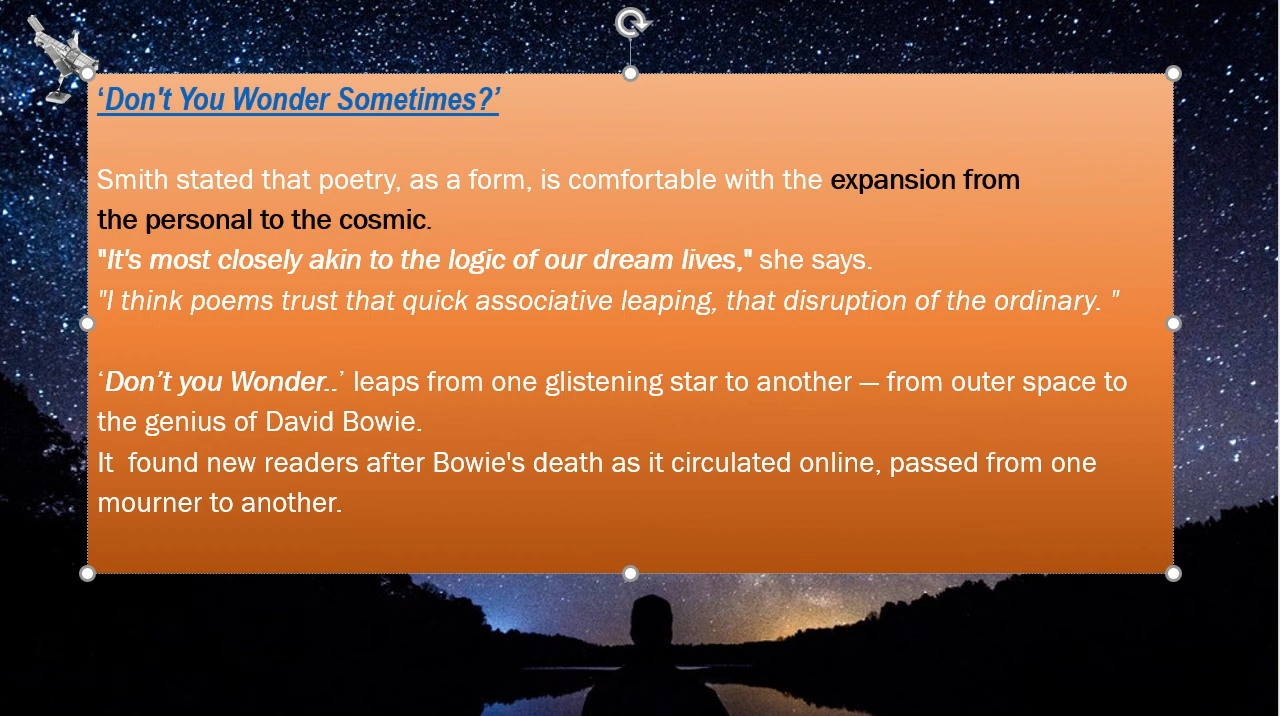 ‘Don't You Wonder Sometimes?’
Smith stated that poetry, as a form, is comfortable with the expansion from
the personal to the cosmic.
"It's most closely akin to the logic of our dream lives," she says.
"I think poems trust that quick associative leaping, that disruption of the ordinary. "
‘Don’t you Wonder..’ leaps from one glistening star to another — from outer space to
the genius of David Bowie.
It  found new readers after Bowie's death as it circulated online, passed from one
mourner to another.